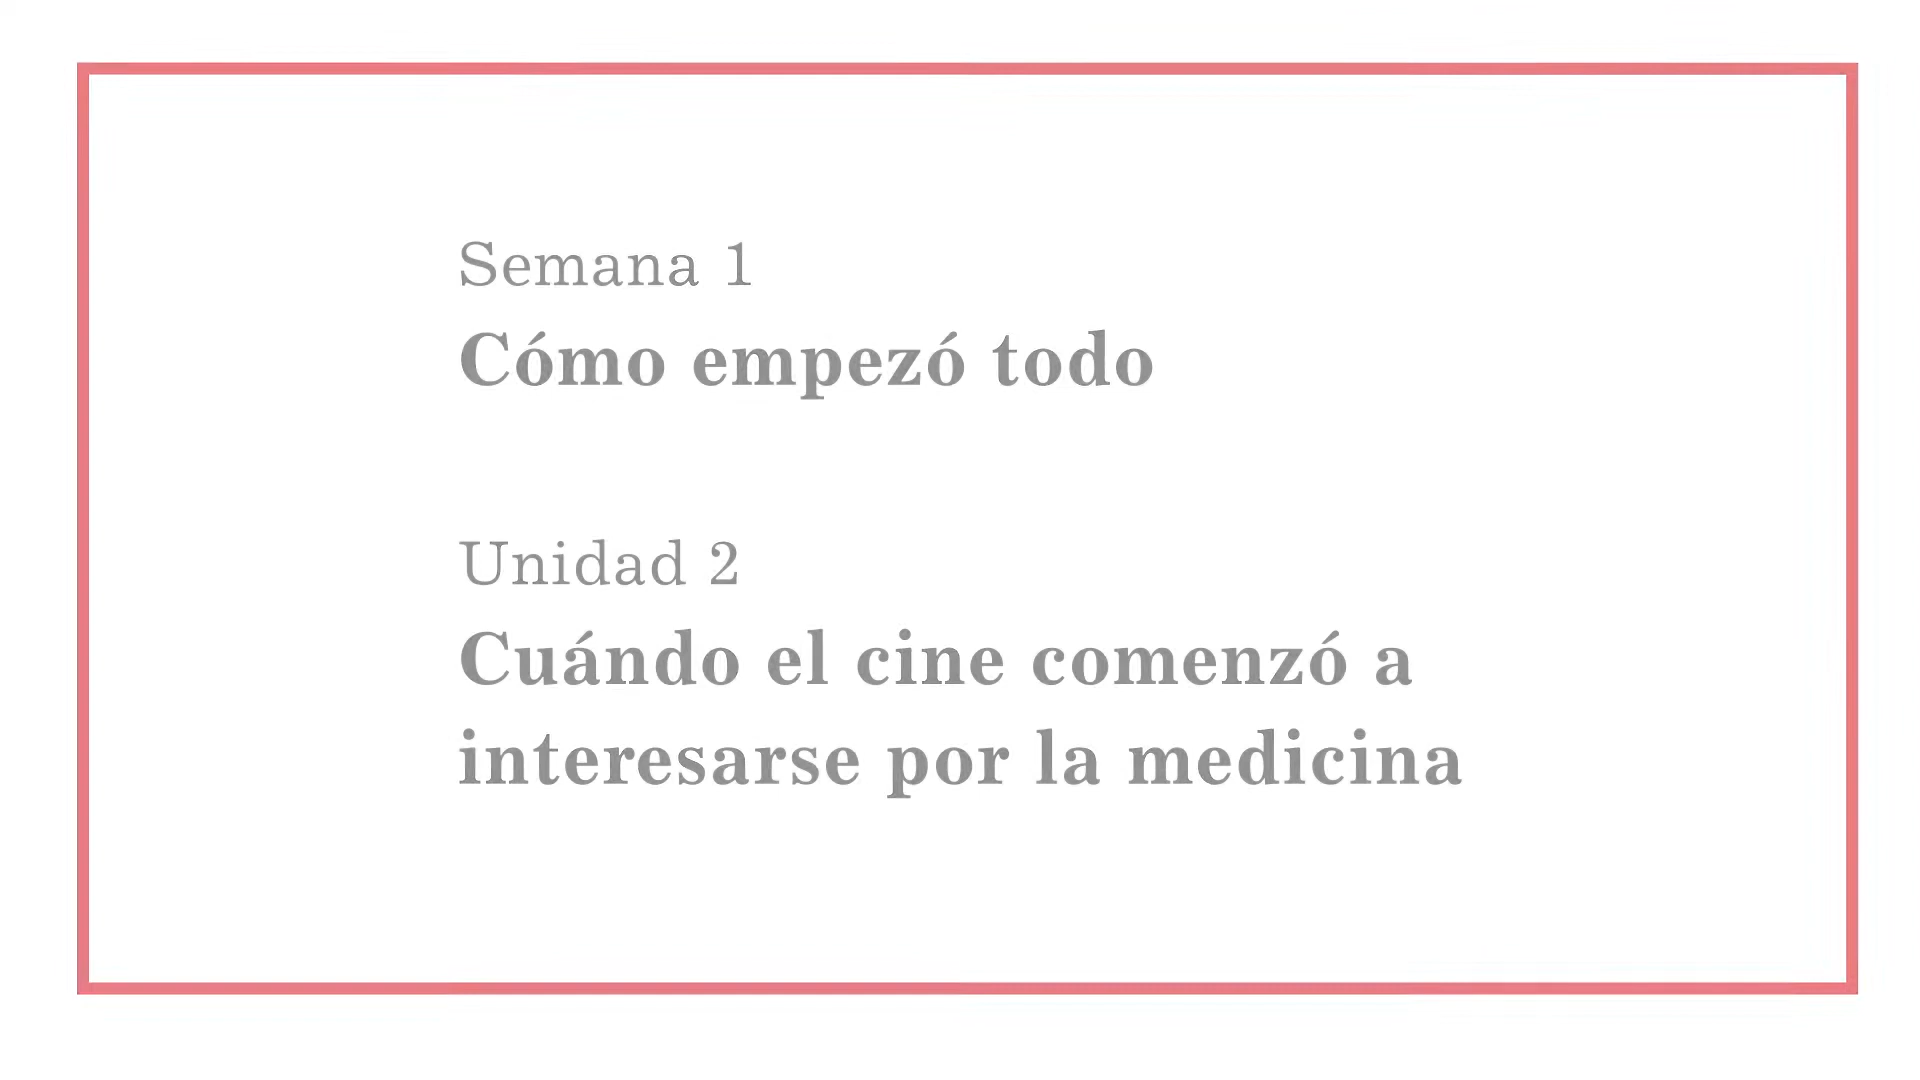 Semana 1
Cómo empezó todo
Unidad 2
Cuándo el cine comenzó a
interesarse por la medicina